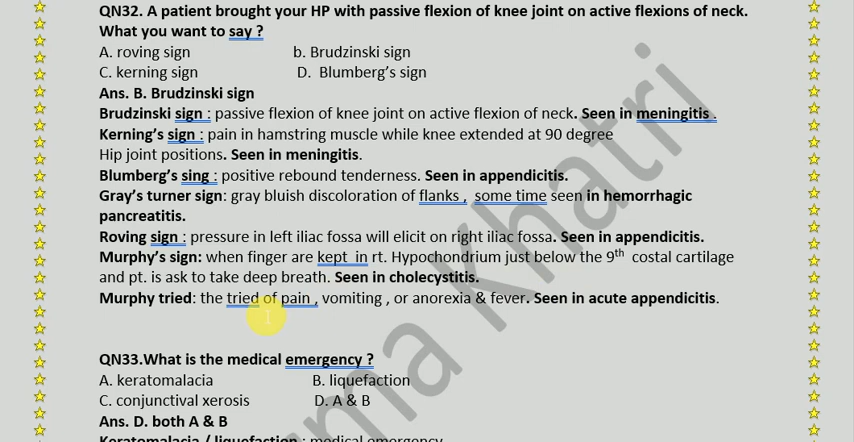 QN32. A patient brought your HP with passive flexion of knee joint on active flexions of neck.
What you want to say ?
A. roving sign b. Brudzinski sign
C. kerning sign D. Blumberg's sign
Ans. B. Brudzinski sign
Brudzinski sign : passive flexion of knee joint on active flexion of neck. Seen in meningitis .
Kerning's sign : pain in hamstring muscle while knee extended at 90 degree
Hip joint positions. Seen in meningitis.
Blumberg's sing : positive rebound tenderness. Seen in appendicitis.
Gray's turner sign: gray bluish discoloration of flanks , some time seen in hemorrhagic
pancreatitis.
Roving sign : pressure in left iliac fossa will elicit on right iliac fossa. Seen in appendicitis.
Murphy's sign: when finger are kept in rt. Hypochondrium just below the 9th costal cartilage
and pt. is ask to take deep breath. Seen in cholecystitis.
Murphy tried: the tried of pain , vomiting , or anorexia & fever. Seen in acute appendicitis.
QN33.What is the medical emergency ?
A. keratomalacia B. liquefaction
C. conjunctival xerosis D. A & B
Ans. D. both A & B
Keratomalacia / liquefaction : medical emergency
ma Khatri